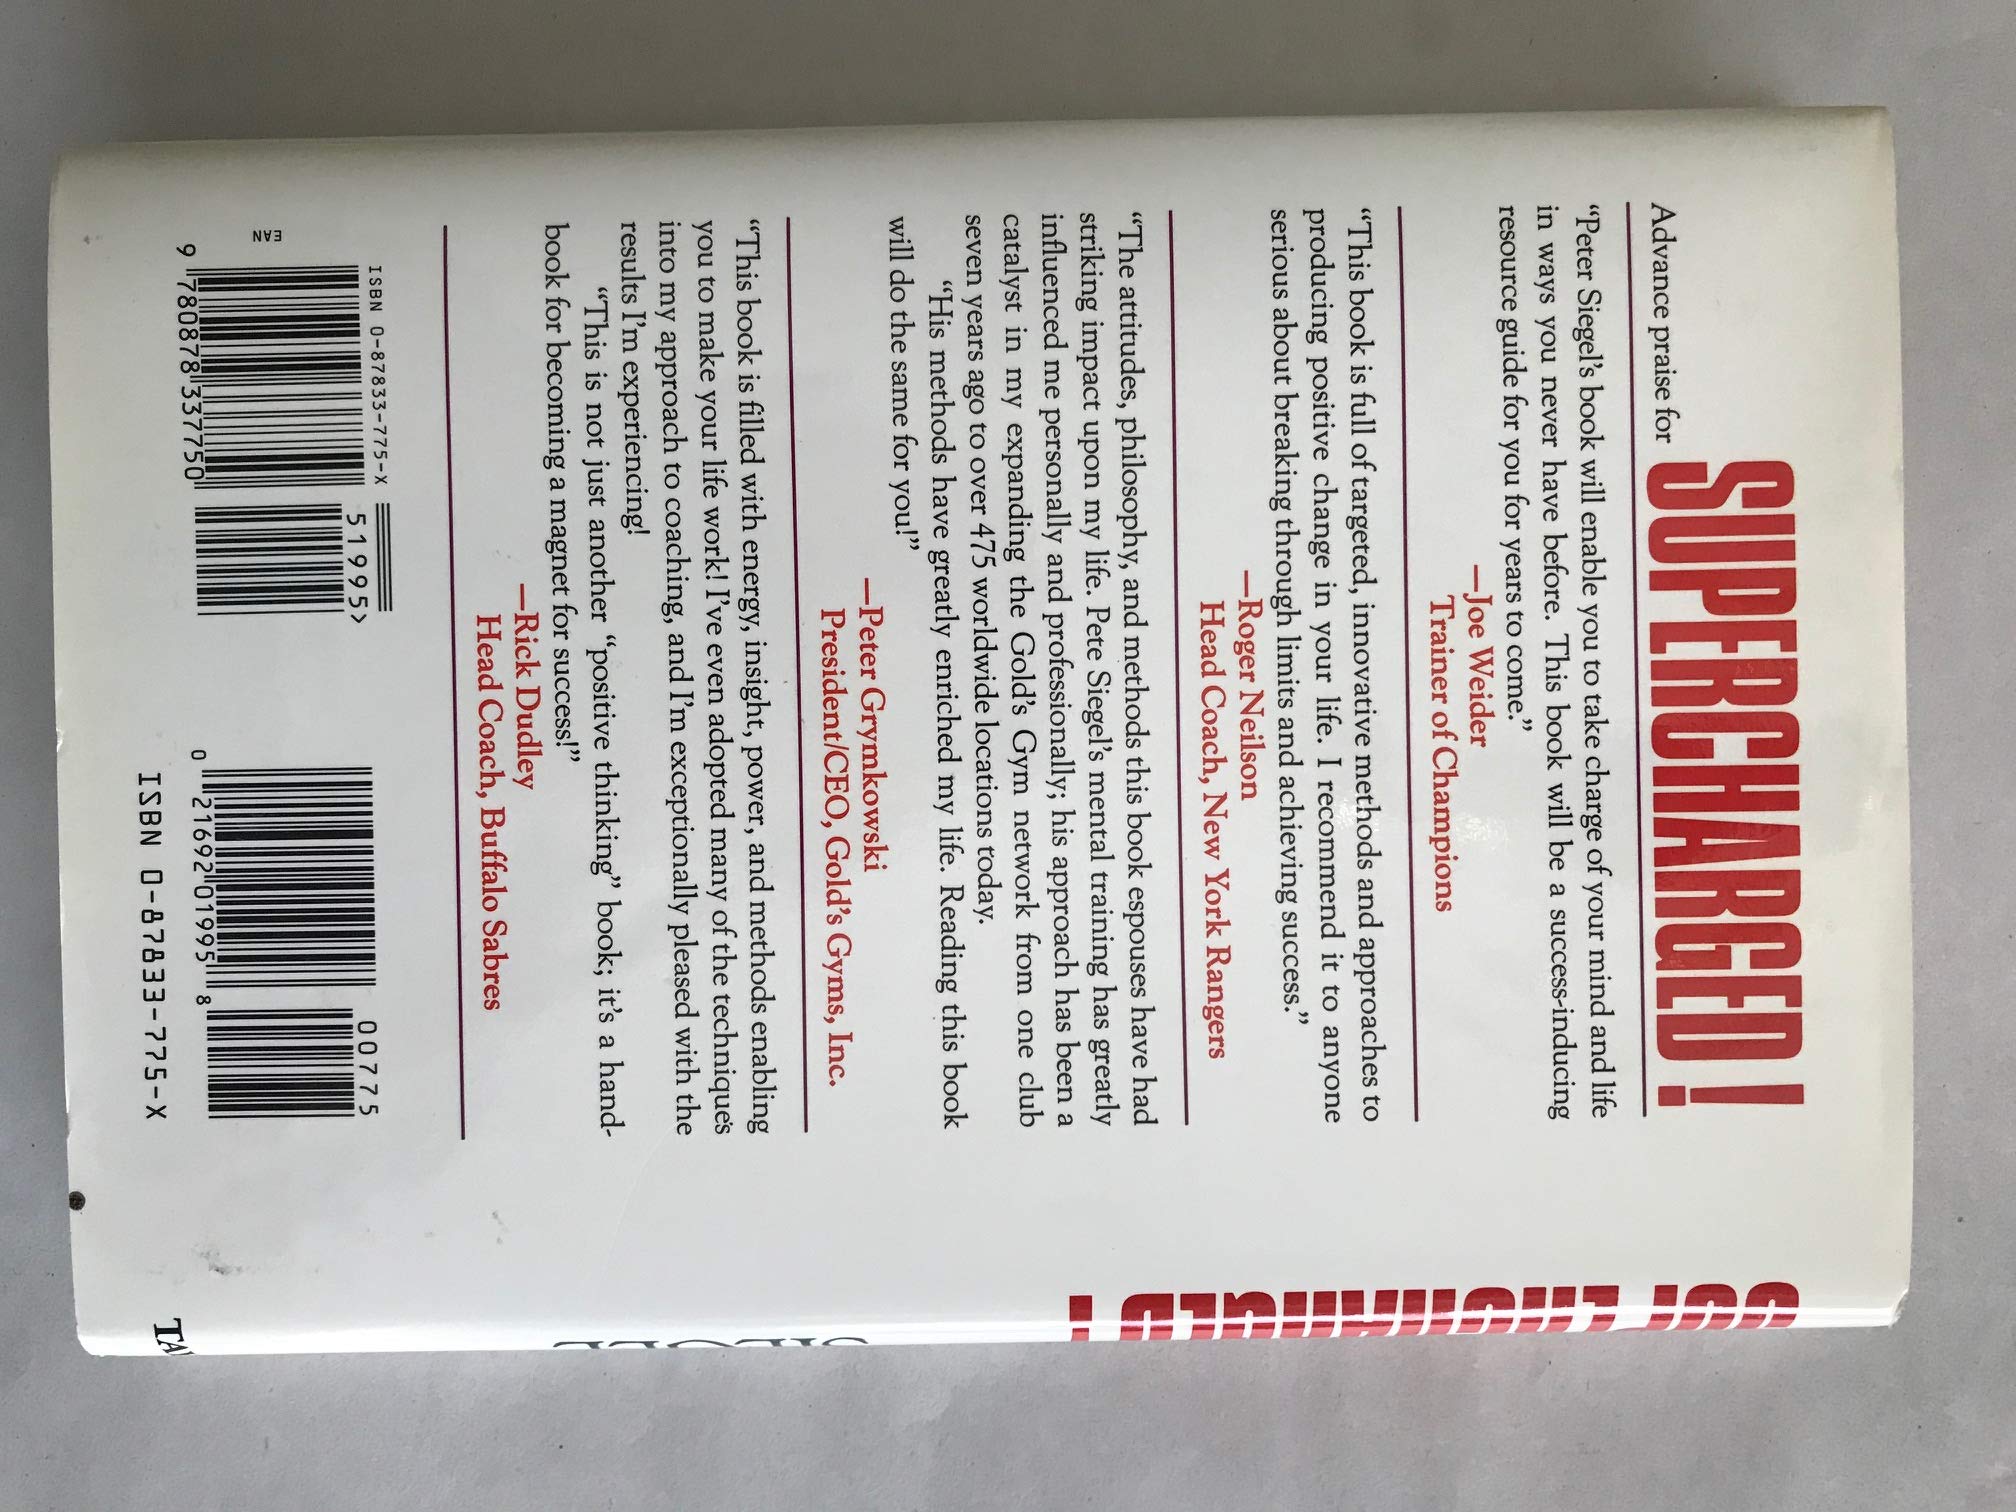 Advance praise for SUPERCHARGED!
“Peter Siegel’s book will enable you to take charge of your mind and life
in ways you never have before. This book will be a success-inducing
resource guide for you for years to come.”
—Joe Weider
Trainer of Champions
“This book is full of targeted, innovative methods and approaches to
producing positive change in your life. I recommend it to anyone
serious about breaking through limits and achieving success.”
—Roger Neilson
Head Coach, New York Rangers
“The attitudes, philosophy, and methods this book espouses have had
striking impact upon my life. Pete Siegel’s mental training has greatly
influenced me personally and professionally; his approach has been a
catalyst in my expanding the Gold’s Gym network from one club
seven years ago to over 475 worldwide locations today.
“His methods have greatly enriched my life. Reading this book
will do the same for you!”
—Peter Grymkowski
President/CEO, Gold’s Gyms, Inc.
“This book is filled with energy, insight, power, and methods enabling
you to make your life work! I’ve even adopted many of the technique’s
into my approach to coaching, and I’m exceptionally pleased with the
results I’m experiencing!
“This is not just another “positive thinking” book; it’s a hand-
book for becoming a magnet for success!”
—Rick Dudley
Head Coach, Buffalo Sabres
ISBN 0-87833-775-X
51995>
EAN
9 780878 337750
00775
0 21692 01995 8
ISBN 0-87833-775-X